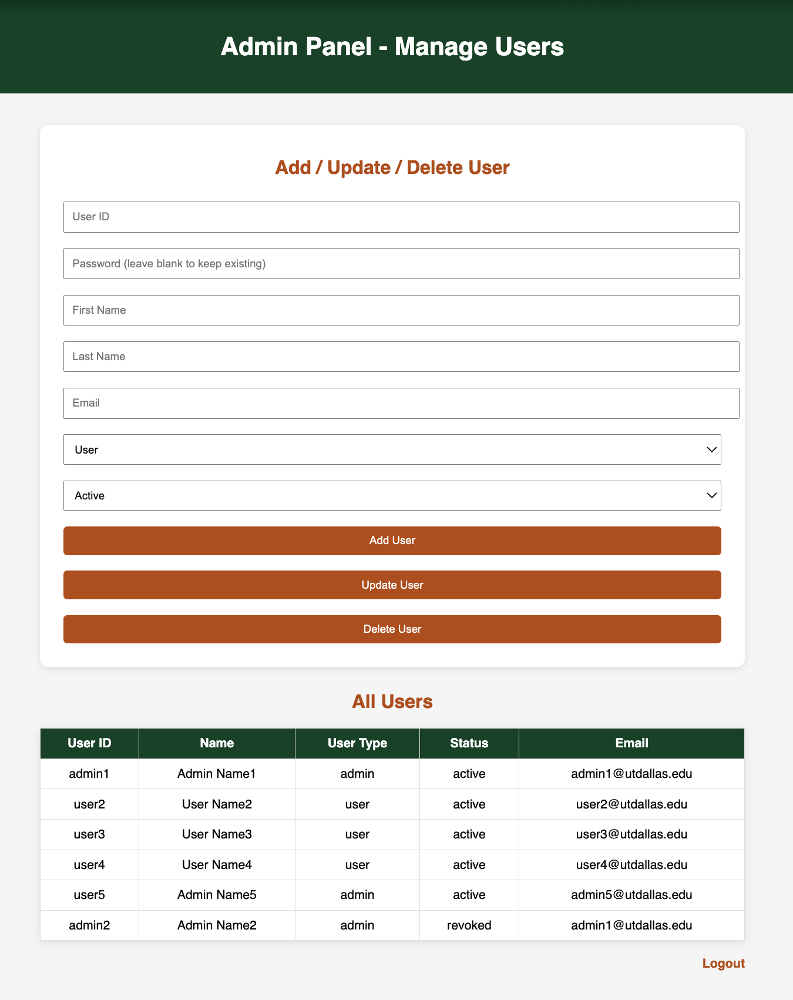 Admin Panel - Manage Users
Add / Update / Delete User
User ID
Password (leave blank to keep existing)
First Name
Last Name
Email
User
Active
Add User
Update User
Delete User
All Users
User ID Name User Type Status Email
admin1 Admin Name1 admin active admin1@utdallas.edu
user2 User Name2 user active user2@utdallas.edu
user3 User Name3 user active user3@utdallas.edu
user4 User Name4 user active user4@utdallas.edu
user5 Admin Name5 admin active admin5@utdallas.edu
admin2 Admin Name2 admin revoked admin1@utdallas.edu
Logout